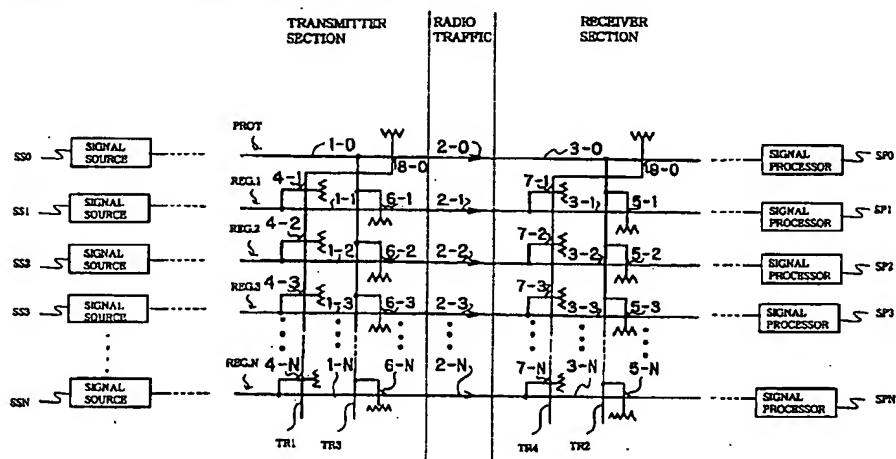 TRANSMITTER SECTION
RADIO TRAFFIC
RECEIVER SECTION
PROT
1-0
2-0
3-0
8-0
9-0
SS0
SIGNAL SOURCE
SIGNAL PROCESSOR
SP0
SS1
SIGNAL SOURCE
REG.1
4-1
1-1
6-1
2-1
7-1
3-1
5-1
SIGNAL PROCESSOR
SP1
SS2
SIGNAL SOURCE
REG.2
4-2
1-2
6-2
2-2
7-2
3-2
5-2
SIGNAL PROCESSOR
SP2
SS3
SIGNAL SOURCE
REG.3
4-3
1-3
6-3
2-3
7-3
3-3
5-3
SIGNAL PROCESSOR
SP3
SSN
SIGNAL SOURCE
REG.N
4-N
1-N
6-N
2-N
7-N
3-N
5-N
SIGNAL PROCESSOR
SPN
TR1
TR3
TR4
TR2